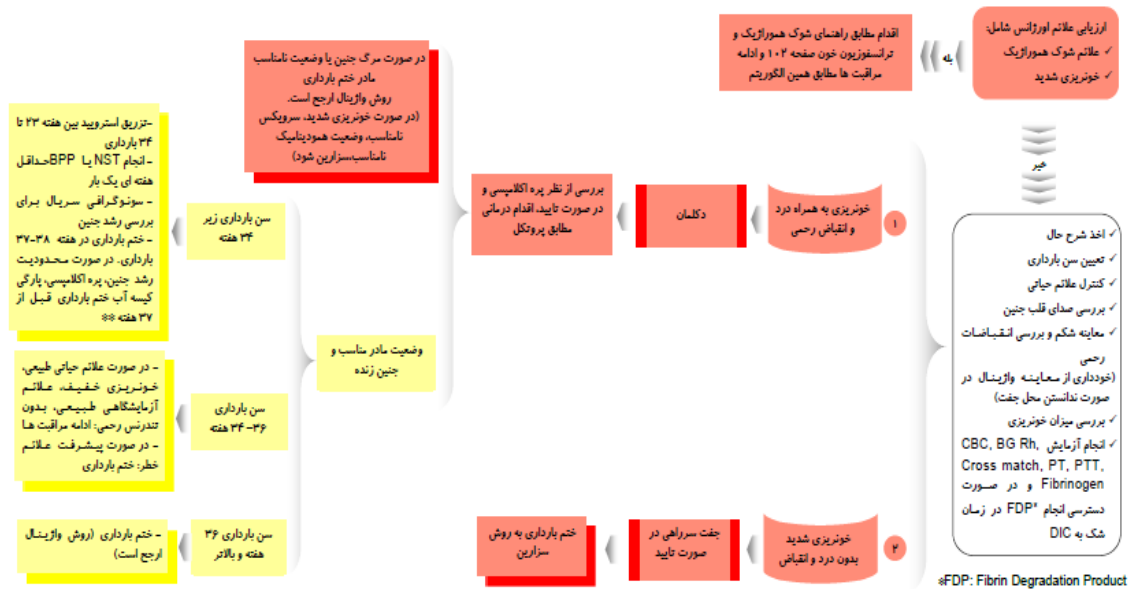 ارزیابی علائم اورژانس شامل:
✓ علائم شوک هموراژیک
✓ خونریزی شدید
بله
اقدام مطابق راهنمای شوک هموراژیک و
ترانسفوزیون خون صفحه ۱۰۲ و ادامه
مراقبت ها مطابق همین الگوریتم
خیر
✓ اخذ شرح حال
✓ تعیین سن بارداری
✓ کنترل علائم حیاتی
✓ بررسی صدای قلب جنین
✓ معاینه شکم و بررسی انقباضات
رحمی
(خودداری از معاینه واژینال در
صورت ندانستن محل جفت)
✓ بررسی میزان خونریزی
✓ انجام آزمایش CBC, BG Rh,
Cross match, PT, PTT,
Fibrinogen و در صورت
دسترسی انجام FDP* در زمان
شک به DIC
*FDP: Fibrin Degradation Product
۱
خونریزی به همراه درد
و انقباض رحمی
دکلمان
بررسی از نظر پره اکلامپسی و
در صورت تایید، اقدام درمانی
مطابق پروتکل
در صورت مرگ جنین یا وضعیت نامناسب
مادر ختم بارداری
روش واژینال ارجح است.
(در صورت خونریزی شدید، سرویکس
نامناسب، وضعیت همودینامیک
نامناسب،سزارین شود)
وضعیت مادر مناسب و
جنین زنده
سن بارداری زیر
۳۴ هفته
-تزریق استرویید بین هفته ۲۳ تا
۳۴ بارداری
- انجام NST یا BPP حداقل
هفته ای یک بار
- سونوگرافی سریال برای
بررسی رشد جنین
- ختم بارداری در هفته ۳۸-۳۷
بارداری. در صورت محدودیت
رشد جنین، پره اکلامپسی، پارگی
کیسه آب ختم بارداری قبل از
۳۷ هفته **
سن بارداری
۳۶-۳۴ هفته
- در صورت علائم حیاتی طبیعی،
خونریزی خفیف، علائم
آزمایشگاهی طبیعی، بدون
تندرنس رحمی: ادامه مراقبت ها
- در صورت پیشرفت علائم
خطر: ختم بارداری
سن بارداری ۳۶
هفته و بالاتر
- ختم بارداری (روش واژینال
ارجح است)
۲
خونریزی شدید
بدون درد و انقباض
جفت سرراهی در
صورت تایید
ختم بارداری به روش
سزارین